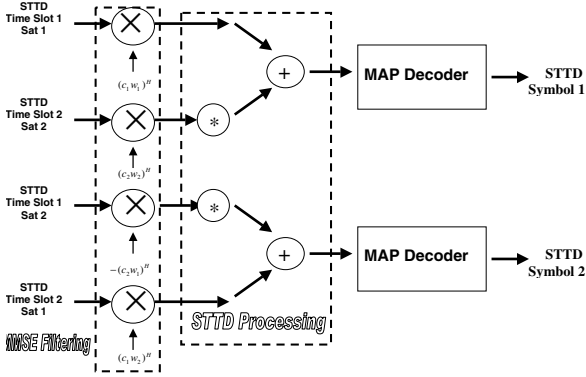 STTD
Time Slot 1
Sat 1
(c₁w₁)ᴴ
+
MAP Decoder
STTD
Symbol 1
STTD
Time Slot 2
Sat 2
*
(c₂w₂)ᴴ
STTD
Time Slot 1
Sat 2
*
−(c₂w₁)ᴴ
+
MAP Decoder
STTD
Symbol 2
STTD
Time Slot 2
Sat 1
(c₁w₂)ᴴ
STTD Processing
MMSE Filtering